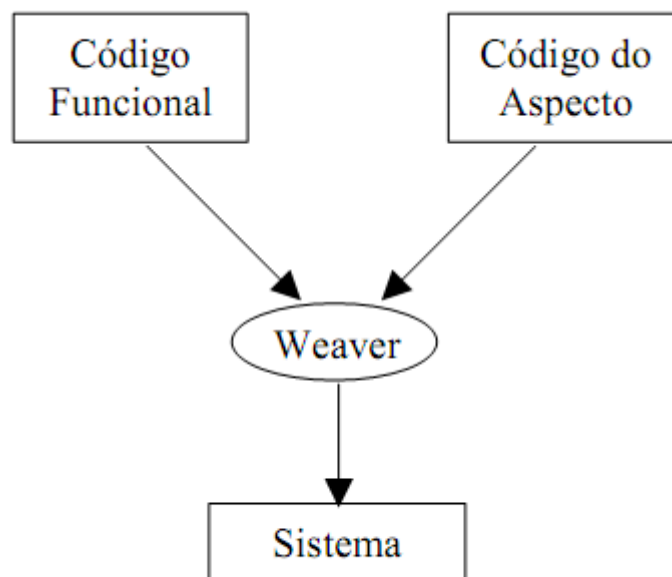 Código
Funcional
Código do
Aspecto
Weaver
Sistema